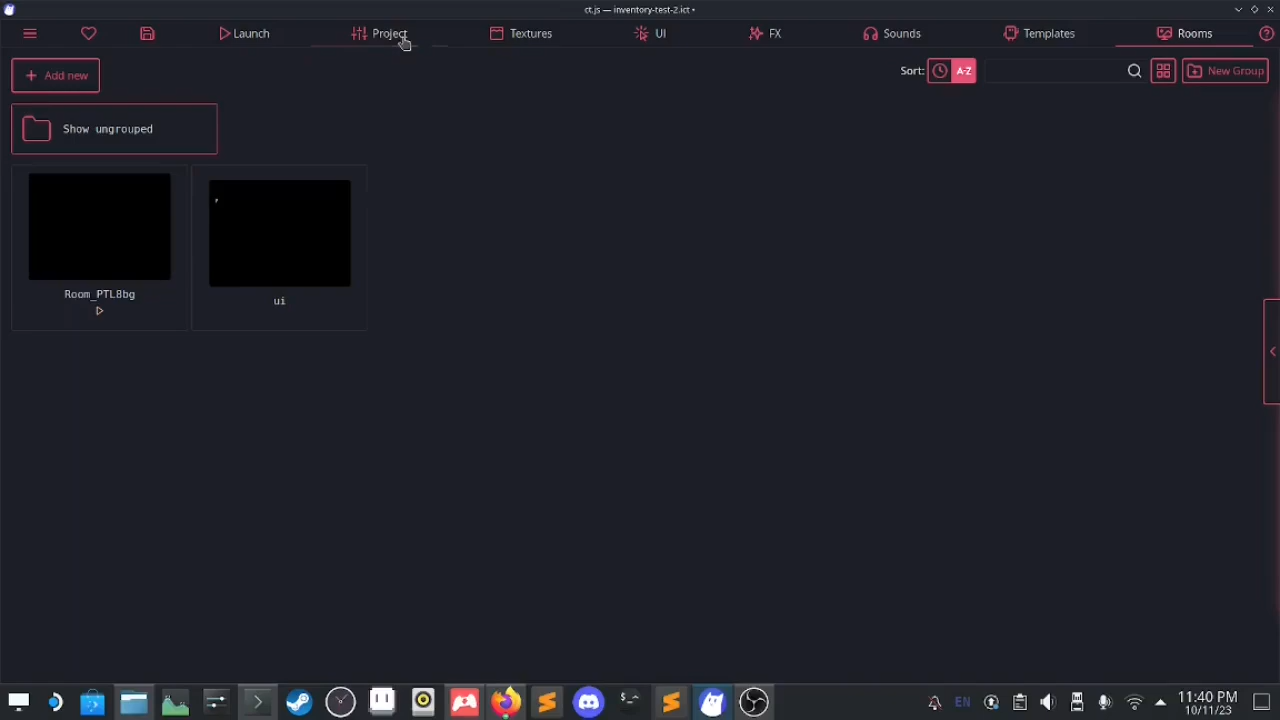 ct.js — inventory-test-2.ict •
Launch
Project
Textures
UI
FX
Sounds
Templates
Rooms
Add new
Sort:
A-Z
New Group
Show ungrouped
Room_PTL8bg
ui
EN
11:40 PM
10/11/23